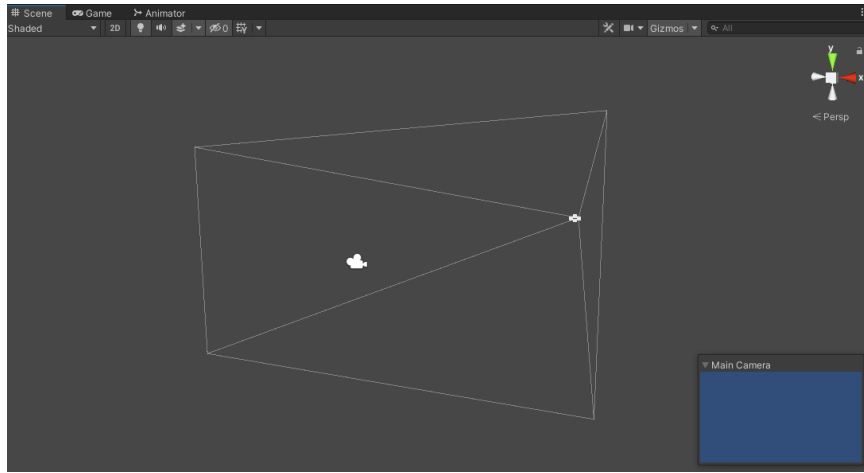 Scene Game Animator
Shaded 2D 0 Gizmos All
y
x
Persp
Main Camera